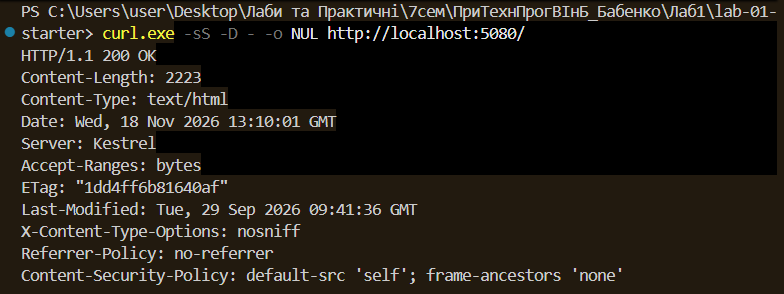 PS C:\Users\user\Desktop\Лаби та Практичні\7сем\ПриТехнПрогВІнБ_Бабенко\Лаб1\lab-01-
starter> curl.exe -sS -D - -o NUL http://localhost:5080/
HTTP/1.1 200 OK
Content-Length: 2223
Content-Type: text/html
Date: Wed, 18 Nov 2026 13:10:01 GMT
Server: Kestrel
Accept-Ranges: bytes
ETag: "1dd4ff6b81640af"
Last-Modified: Tue, 29 Sep 2026 09:41:36 GMT
X-Content-Type-Options: nosniff
Referrer-Policy: no-referrer
Content-Security-Policy: default-src 'self'; frame-ancestors 'none'